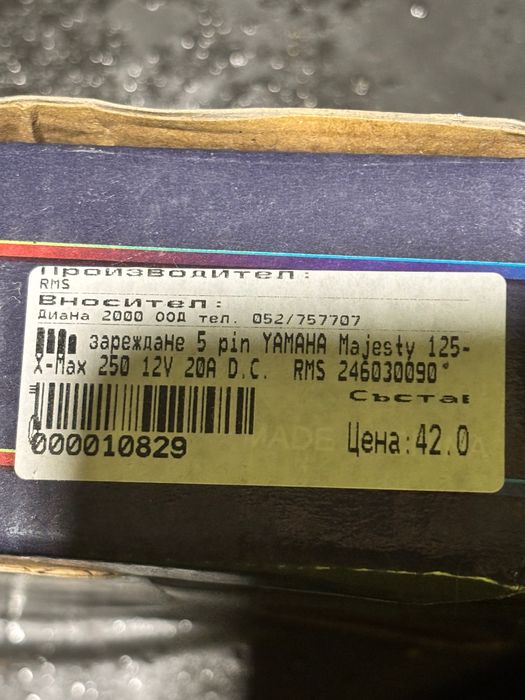 Производител:
RMS
Вносител:
Диана 2000 ООД тел. 052/757707
зареждане 5 pin YAMAHA Majesty 125-
X-Max 250 12V 20A D.C. RMS 246030090*
Състав
000010829
Цена:42.0
MADE